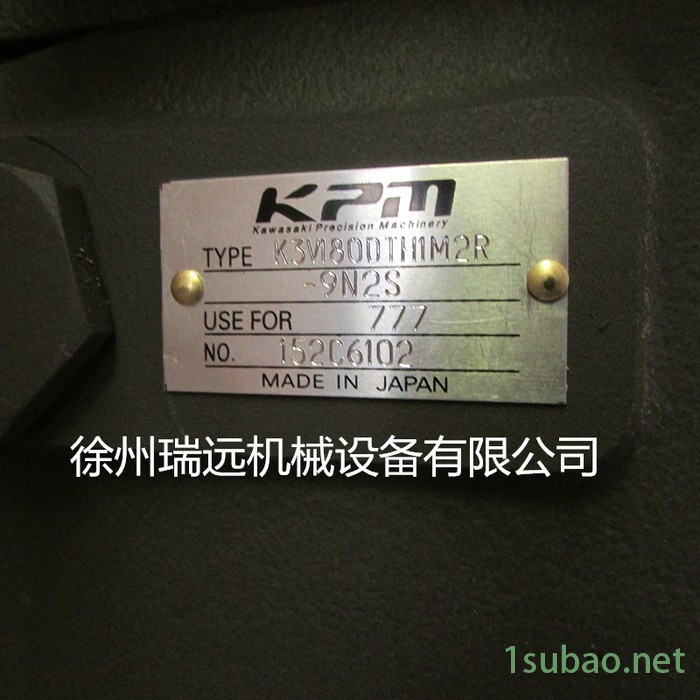 KPM
Kawasaki Precision Machinery
TYPE K3V180DTH1M2R
-9N2S
USE FOR 777
NO. 152C6102
MADE IN JAPAN
徐州瑞远机械设备有限公司
1subao.net